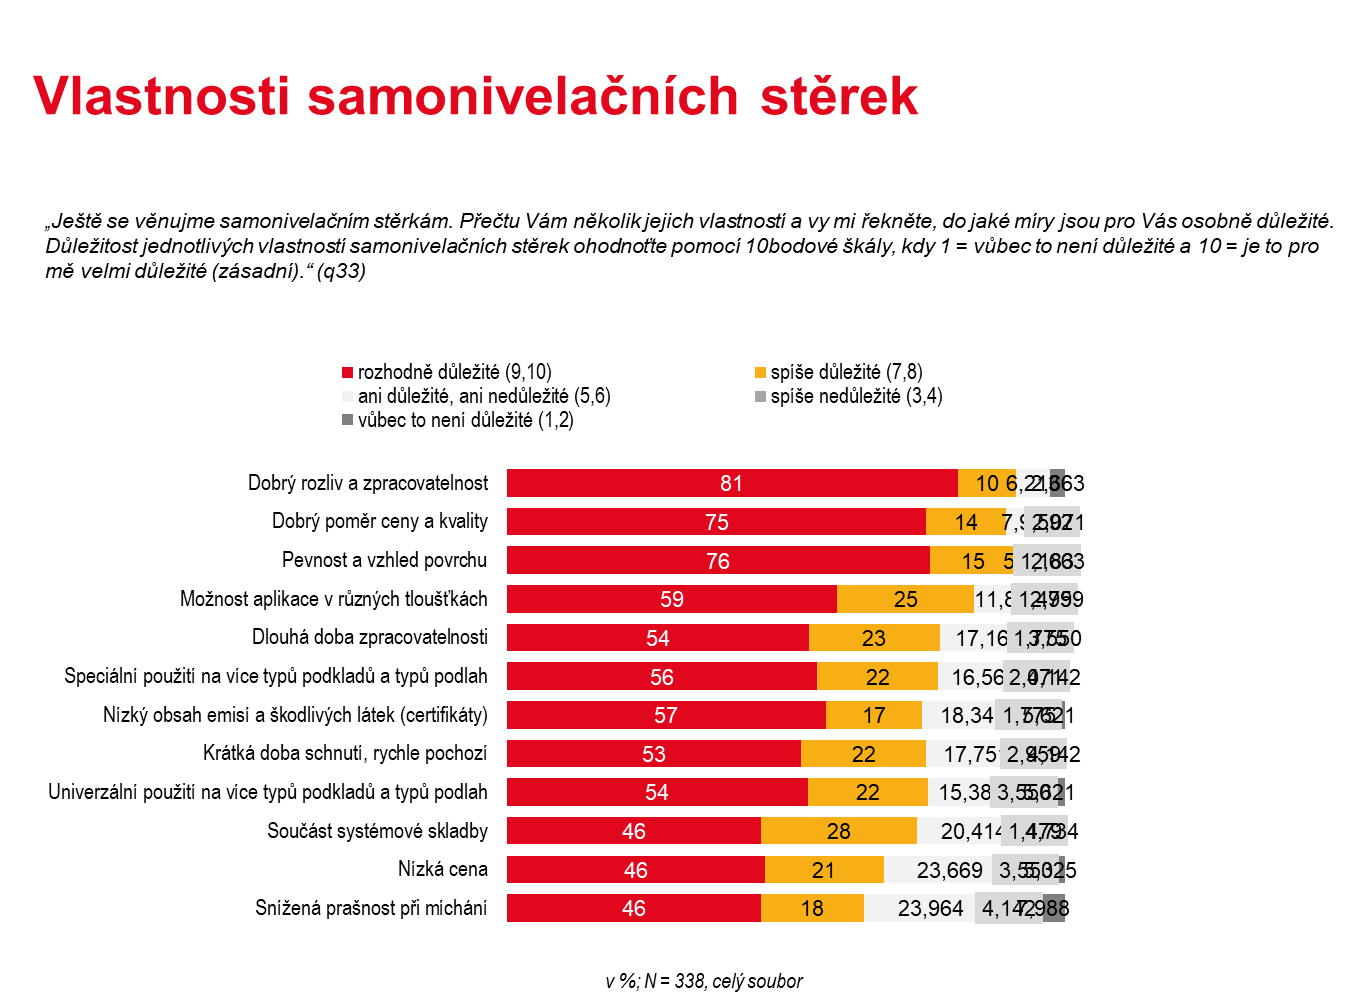 Vlastnosti samonivelačních stěrek
„Ještě se věnujme samonivelačním stěrkám. Přečtu Vám několik jejich vlastností a vy mi řekněte, do jaké míry jsou pro Vás osobně důležité.
Důležitost jednotlivých vlastností samonivelačních stěrek ohodnoťte pomocí 10bodové škály, kdy 1 = vůbec to není důležité a 10 = je to pro
mě velmi důležité (zásadní).“ (q33)
rozhodně důležité (9,10)
spíše důležité (7,8)
ani důležité, ani nedůležité (5,6)
spíše nedůležité (3,4)
vůbec to není důležité (1,2)
Dobrý rozliv a zpracovatelnost 81 10
Dobrý poměr ceny a kvality 75 14
Pevnost a vzhled povrchu 76 15
Možnost aplikace v různých tloušťkách 59 25
Dlouhá doba zpracovatelnosti 54 23
Speciální použití na více typů podkladů a typů podlah 56 22
Nízký obsah emisí a škodlivých látek (certifikáty) 57 17
Krátká doba schnutí, rychle pochozí 53 22
Univerzální použití na více typů podkladů a typů podlah 54 22
Součást systémové skladby 46 28 20,414
Nízká cena 46 21 23,669
Snížená prašnost při míchání 46 18 23,964 4,142 7,988
v %; N = 338, celý soubor